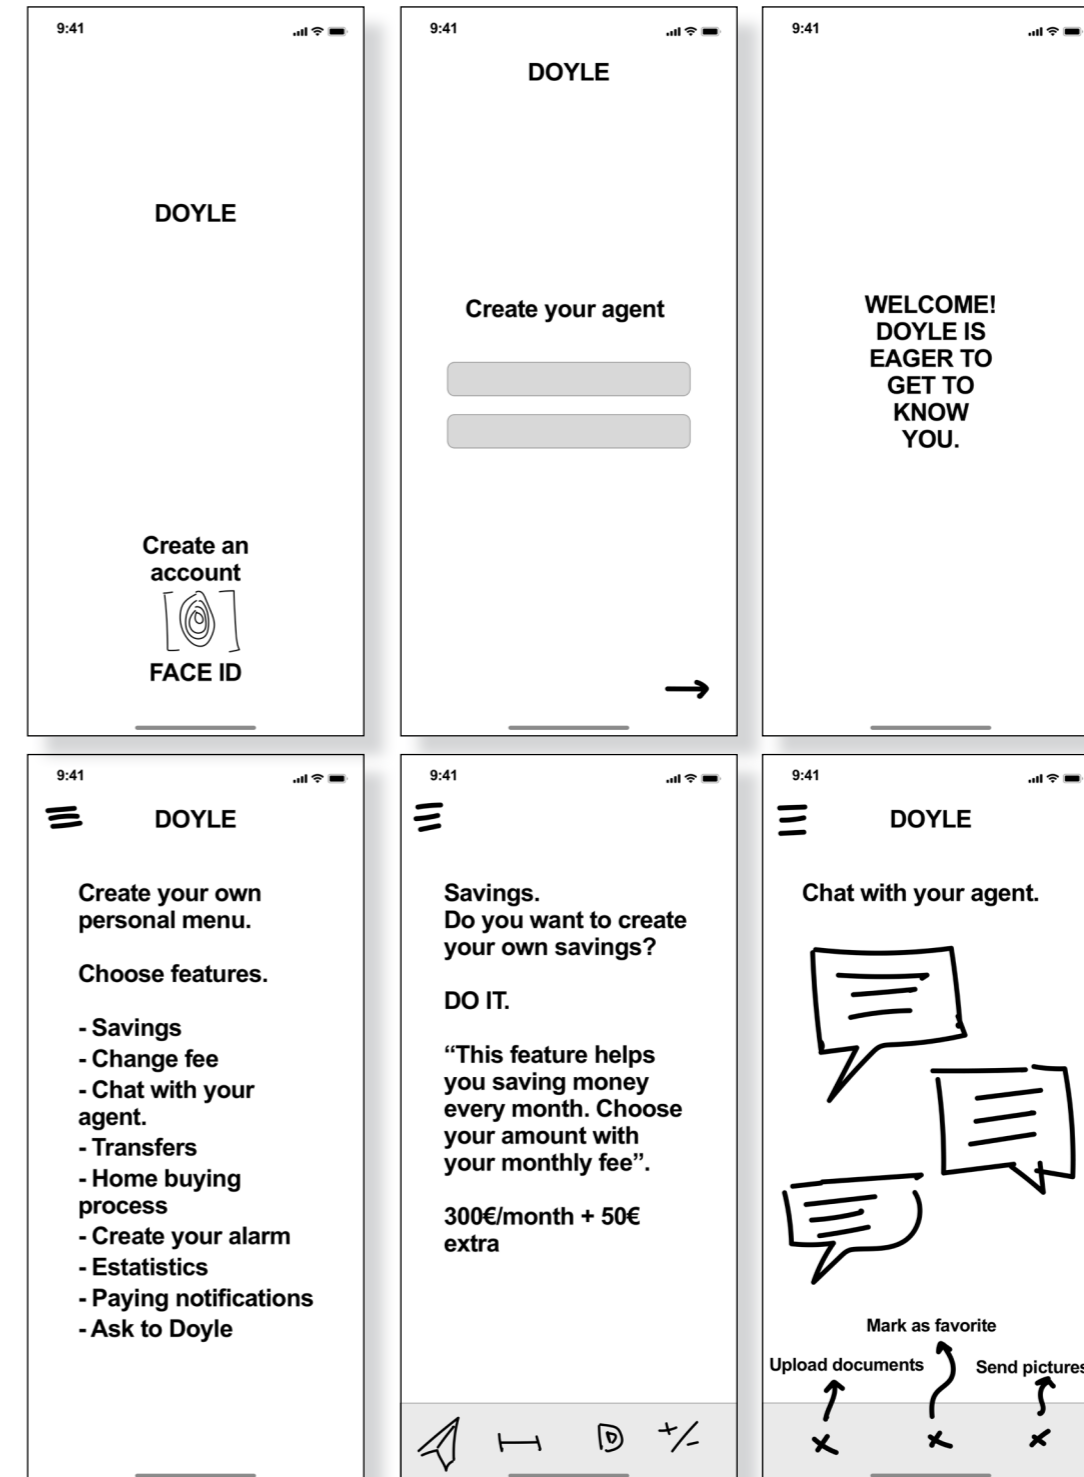 9:41
DOYLE
Create an
account
FACE ID
9:41
DOYLE
Create your agent
9:41
WELCOME!
DOYLE IS
EAGER TO
GET TO
KNOW
YOU.
9:41
DOYLE
Create your own
personal menu.
Choose features.
- Savings
- Change fee
- Chat with your
agent.
- Transfers
- Home buying
process
- Create your alarm
- Estatistics
- Paying notifications
- Ask to Doyle
9:41
Savings.
Do you want to create
your own savings?
DO IT.
“This feature helps
you saving money
every month. Choose
your amount with
your monthly fee”.
300€/month + 50€
extra
D +/-
9:41
DOYLE
Chat with your agent.
Mark as favorite
Upload documents
Send pictures